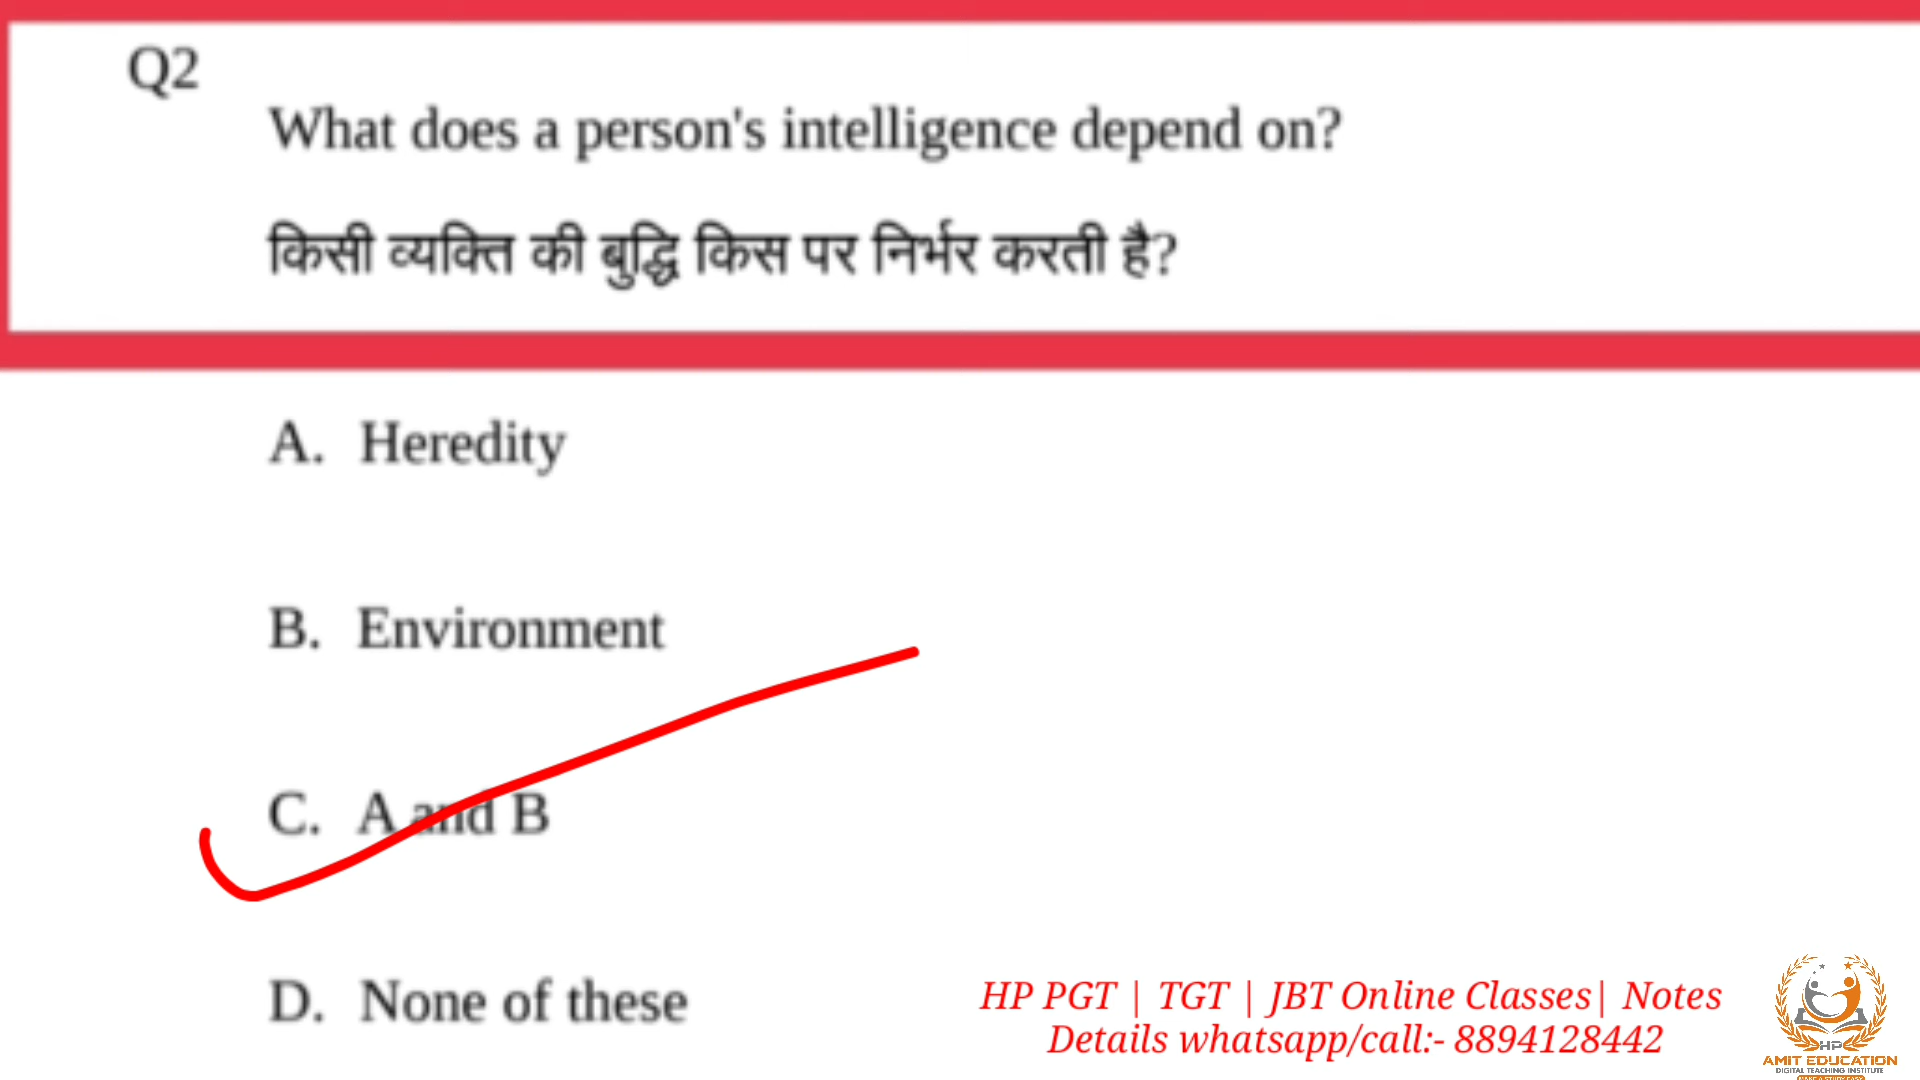 Q2
What does a person's intelligence depend on?
किसी व्यक्ति की बुद्धि किस पर निर्भर करती है?
A. Heredity
B. Environment
C. A and B
D. None of these
HP PGT | TGT | JBT Online Classes| Notes
Details whatsapp/call:- 8894128442
HP
AMIT EDUCATION
DIGITAL TEACHING INSTITUTE